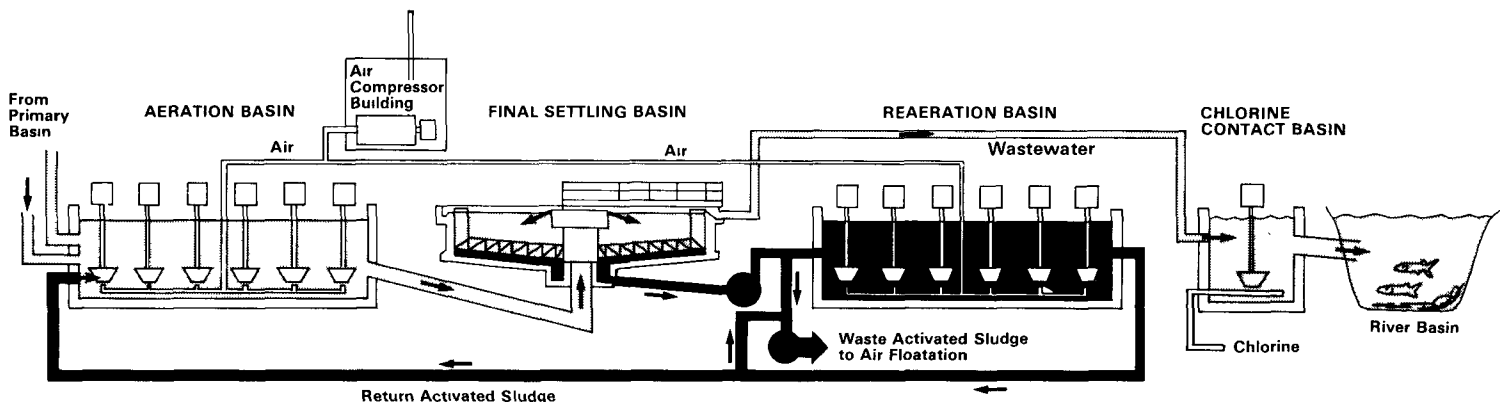 From
Primary
Basin
AERATION BASIN
Air
Compressor
Building
FINAL SETTLING BASIN
REAERATION BASIN
CHLORINE
CONTACT BASIN
Air
Air
Wastewater
Waste Activated Sludge
to Air Floatation
Chlorine
River Basin
Return Activated Sludge